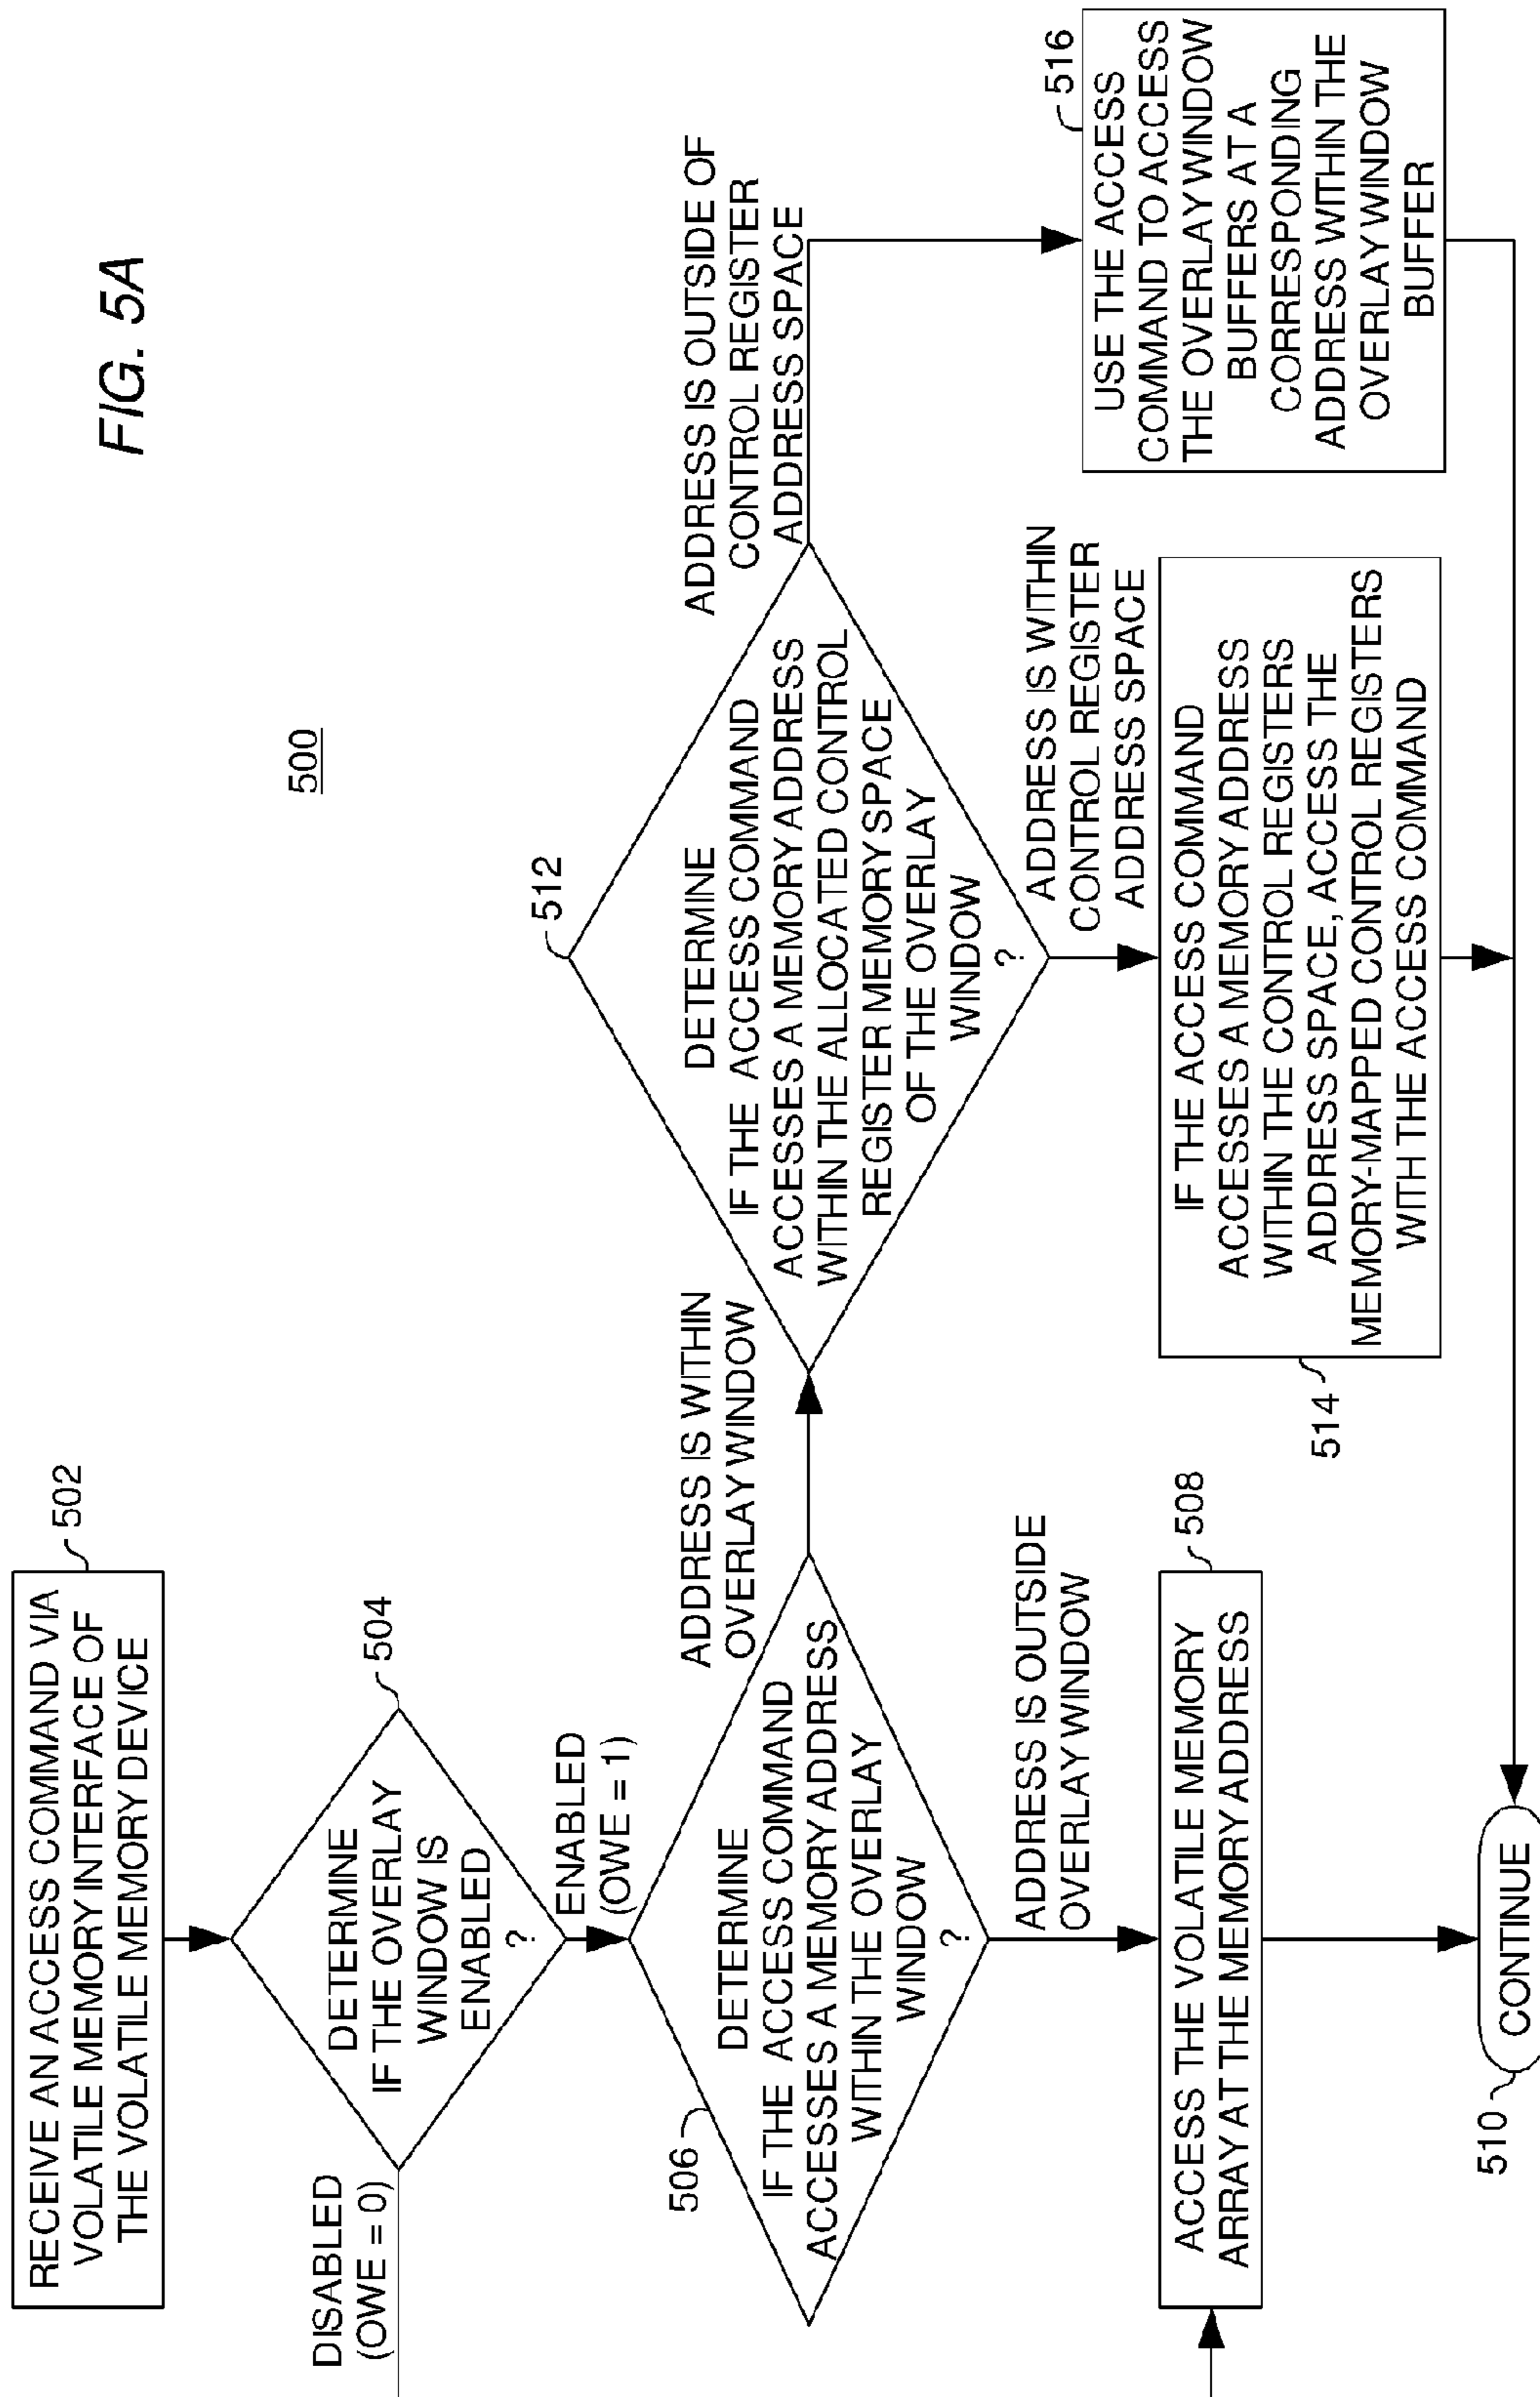 FIG. 5A
500
RECEIVE AN ACCESS COMMAND VIA
VOLATILE MEMORY INTERFACE OF
THE VOLATILE MEMORY DEVICE
502
DETERMINE
IF THE OVERLAY
WINDOW IS
ENABLED
?
504
DISABLED
(OWE = 0)
ENABLED
(OWE = 1)
DETERMINE
IF THE ACCESS COMMAND
ACCESSES A MEMORY ADDRESS
WITHIN THE OVERLAY
WINDOW
?
506
ADDRESS IS WITHIN
OVERLAY WINDOW
ADDRESS IS OUTSIDE
OVERLAY WINDOW
ACCESS THE VOLATILE MEMORY
ARRAY AT THE MEMORY ADDRESS
508
510
CONTINUE
512
DETERMINE
IF THE ACCESS COMMAND
ACCESSES A MEMORY ADDRESS
WITHIN THE ALLOCATED CONTROL
REGISTER MEMORY SPACE
OF THE OVERLAY
WINDOW
?
ADDRESS IS WITHIN
CONTROL REGISTER
ADDRESS SPACE
IF THE ACCESS COMMAND
ACCESSES A MEMORY ADDRESS
WITHIN THE CONTROL REGISTERS
ADDRESS SPACE, ACCESS THE
MEMORY-MAPPED CONTROL REGISTERS
WITH THE ACCESS COMMAND
514
ADDRESS IS OUTSIDE OF
CONTROL REGISTER
ADDRESS SPACE
516
USE THE ACCESS
COMMAND TO ACCESS
THE OVERLAY WINDOW
BUFFERS AT A
CORRESPONDING
ADDRESS WITHIN THE
OVERLAY WINDOW
BUFFER